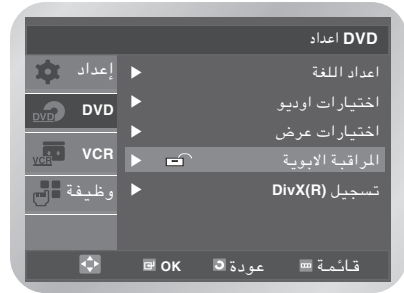 DVD اعداد
إعداد
DVD
VCR
وظيفة
اعداد اللغة
اختيارات اوديو
اختيارات عرض
المراقبة الابوية
تسجيل DivX(R)
قائمة عودة OK